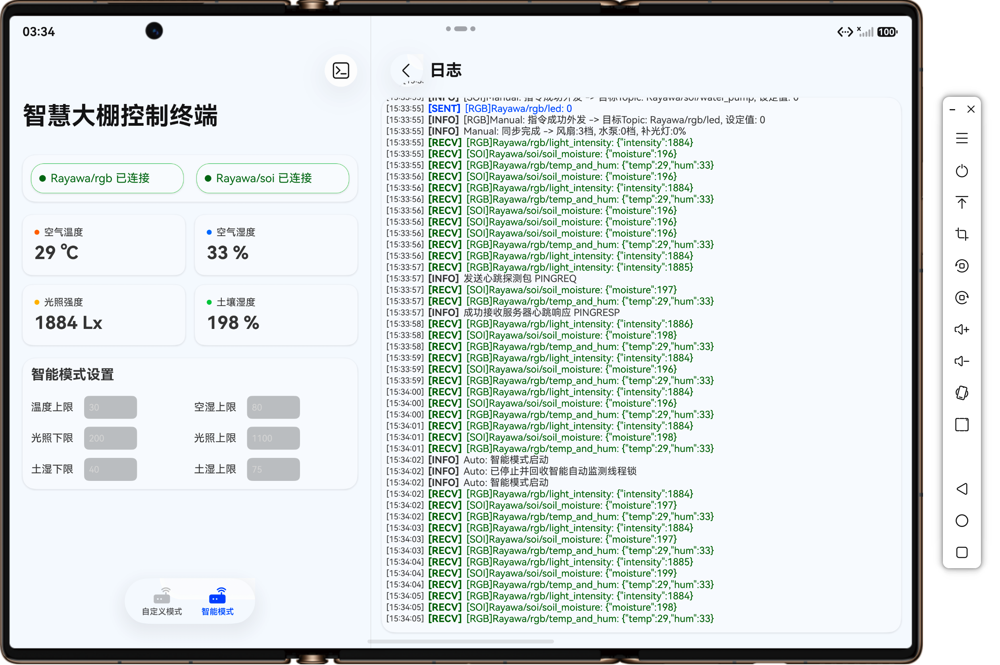 03:34
100
智慧大棚控制终端
Rayawa/rgb 已连接
Rayawa/soi 已连接
空气温度
29 ℃
空气湿度
33 %
光照强度
1884 Lx
土壤湿度
198 %
智能模式设置
温度上限 30
空湿上限 80
光照下限 200
光照上限 1100
土湿下限 40
土湿上限 75
自定义模式
智能模式
日志
[15:33:55] [INFO] [SOI]Manual: 指令成功外发 -> 目标Topic: Rayawa/soi/water_pump, 设定值: 0
[15:33:55] [SENT] [RGB]Rayawa/rgb/led: 0
[15:33:55] [INFO] [RGB]Manual: 指令成功外发 -> 目标Topic: Rayawa/rgb/led, 设定值: 0
[15:33:55] [INFO] Manual: 同步完成 -> 风扇:3档, 水泵:0档, 补光灯:0%
[15:33:55] [RECV] [RGB]Rayawa/rgb/light_intensity: {"intensity":1884}
[15:33:55] [RECV] [SOI]Rayawa/soi/soil_moisture: {"moisture":196}
[15:33:55] [RECV] [RGB]Rayawa/rgb/temp_and_hum: {"temp":29,"hum":33}
[15:33:56] [RECV] [SOI]Rayawa/soi/soil_moisture: {"moisture":196}
[15:33:56] [RECV] [RGB]Rayawa/rgb/light_intensity: {"intensity":1884}
[15:33:56] [RECV] [RGB]Rayawa/rgb/temp_and_hum: {"temp":29,"hum":33}
[15:33:56] [RECV] [SOI]Rayawa/soi/soil_moisture: {"moisture":196}
[15:33:56] [RECV] [SOI]Rayawa/soi/soil_moisture: {"moisture":196}
[15:33:56] [RECV] [SOI]Rayawa/soi/soil_moisture: {"moisture":196}
[15:33:56] [RECV] [RGB]Rayawa/rgb/temp_and_hum: {"temp":29,"hum":33}
[15:33:56] [RECV] [RGB]Rayawa/rgb/light_intensity: {"intensity":1884}
[15:33:57] [RECV] [RGB]Rayawa/rgb/light_intensity: {"intensity":1885}
[15:33:57] [INFO] 发送心跳探测包 PINGREQ
[15:33:57] [RECV] [SOI]Rayawa/soi/soil_moisture: {"moisture":197}
[15:33:57] [RECV] [RGB]Rayawa/rgb/temp_and_hum: {"temp":29,"hum":33}
[15:33:57] [INFO] 成功接收服务器心跳响应 PINGRESP
[15:33:58] [RECV] [RGB]Rayawa/rgb/light_intensity: {"intensity":1886}
[15:33:58] [RECV] [SOI]Rayawa/soi/soil_moisture: {"moisture":198}
[15:33:58] [RECV] [RGB]Rayawa/rgb/temp_and_hum: {"temp":29,"hum":33}
[15:33:59] [RECV] [RGB]Rayawa/rgb/light_intensity: {"intensity":1884}
[15:33:59] [RECV] [SOI]Rayawa/soi/soil_moisture: {"moisture":196}
[15:33:59] [RECV] [RGB]Rayawa/rgb/temp_and_hum: {"temp":29,"hum":33}
[15:34:00] [RECV] [RGB]Rayawa/rgb/light_intensity: {"intensity":1884}
[15:34:00] [RECV] [SOI]Rayawa/soi/soil_moisture: {"moisture":196}
[15:34:00] [RECV] [RGB]Rayawa/rgb/temp_and_hum: {"temp":29,"hum":33}
[15:34:01] [RECV] [RGB]Rayawa/rgb/light_intensity: {"intensity":1884}
[15:34:01] [RECV] [SOI]Rayawa/soi/soil_moisture: {"moisture":198}
[15:34:01] [RECV] [RGB]Rayawa/rgb/temp_and_hum: {"temp":29,"hum":33}
[15:34:02] [INFO] Auto: 智能模式启动
[15:34:02] [INFO] Auto: 已停止并回收智能自动监测线程锁
[15:34:02] [INFO] Auto: 智能模式启动
[15:34:02] [RECV] [RGB]Rayawa/rgb/light_intensity: {"intensity":1884}
[15:34:02] [RECV] [SOI]Rayawa/soi/soil_moisture: {"moisture":197}
[15:34:02] [RECV] [RGB]Rayawa/rgb/temp_and_hum: {"temp":29,"hum":33}
[15:34:03] [RECV] [RGB]Rayawa/rgb/light_intensity: {"intensity":1884}
[15:34:03] [RECV] [SOI]Rayawa/soi/soil_moisture: {"moisture":197}
[15:34:03] [RECV] [RGB]Rayawa/rgb/temp_and_hum: {"temp":29,"hum":33}
[15:34:04] [RECV] [RGB]Rayawa/rgb/light_intensity: {"intensity":1885}
[15:34:04] [RECV] [SOI]Rayawa/soi/soil_moisture: {"moisture":199}
[15:34:04] [RECV] [RGB]Rayawa/rgb/temp_and_hum: {"temp":29,"hum":33}
[15:34:05] [RECV] [RGB]Rayawa/rgb/light_intensity: {"intensity":1884}
[15:34:05] [RECV] [SOI]Rayawa/soi/soil_moisture: {"moisture":198}
[15:34:05] [RECV] [RGB]Rayawa/rgb/temp_and_hum: {"temp":29,"hum":33}